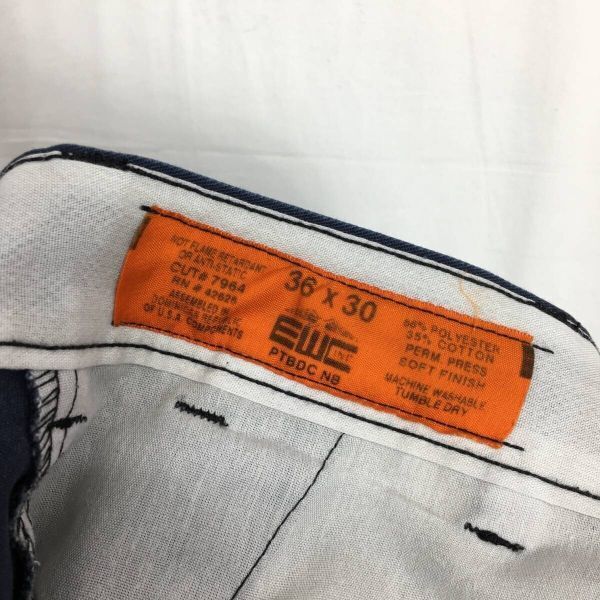 NOT FLAME RETARDANT
OR ANTI-STATIC
CUT# 7964
RN # 42626
ASSEMBLED IN
DOMINICAN REPUBLIC
OF U.S.A. COMPONENTS
36 x 30
EWC
INC
PTBDC NB
65% POLYESTER
35% COTTON
PERM. PRESS
SOFT FINISH
MACHINE WASHABLE
TUMBLE DRY